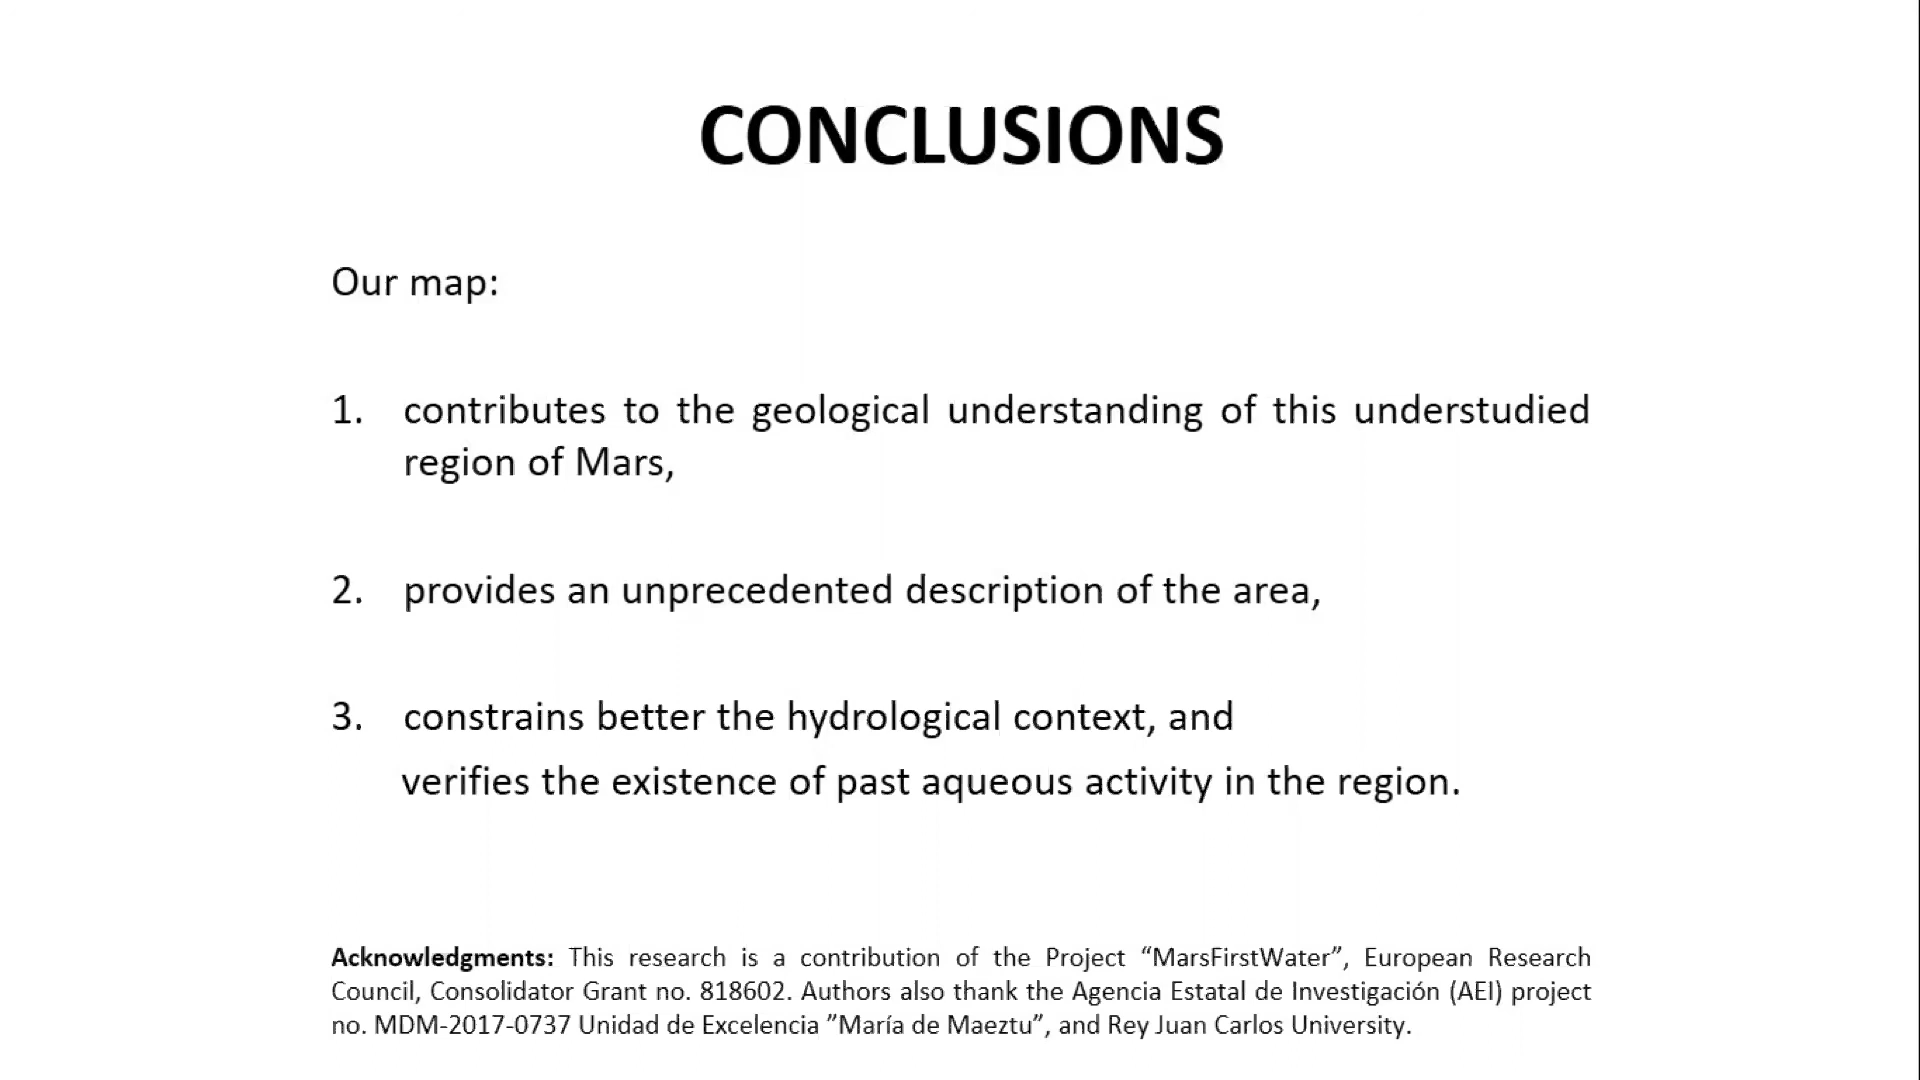 CONCLUSIONS
Our map:
1. contributes to the geological understanding of this understudied
region of Mars,
2. provides an unprecedented description of the area,
3. constrains better the hydrological context, and
verifies the existence of past aqueous activity in the region.
Acknowledgments: This research is a contribution of the Project “MarsFirstWater”, European Research
Council, Consolidator Grant no. 818602. Authors also thank the Agencia Estatal de Investigación (AEI) project
no. MDM-2017-0737 Unidad de Excelencia ”María de Maeztu”, and Rey Juan Carlos University.